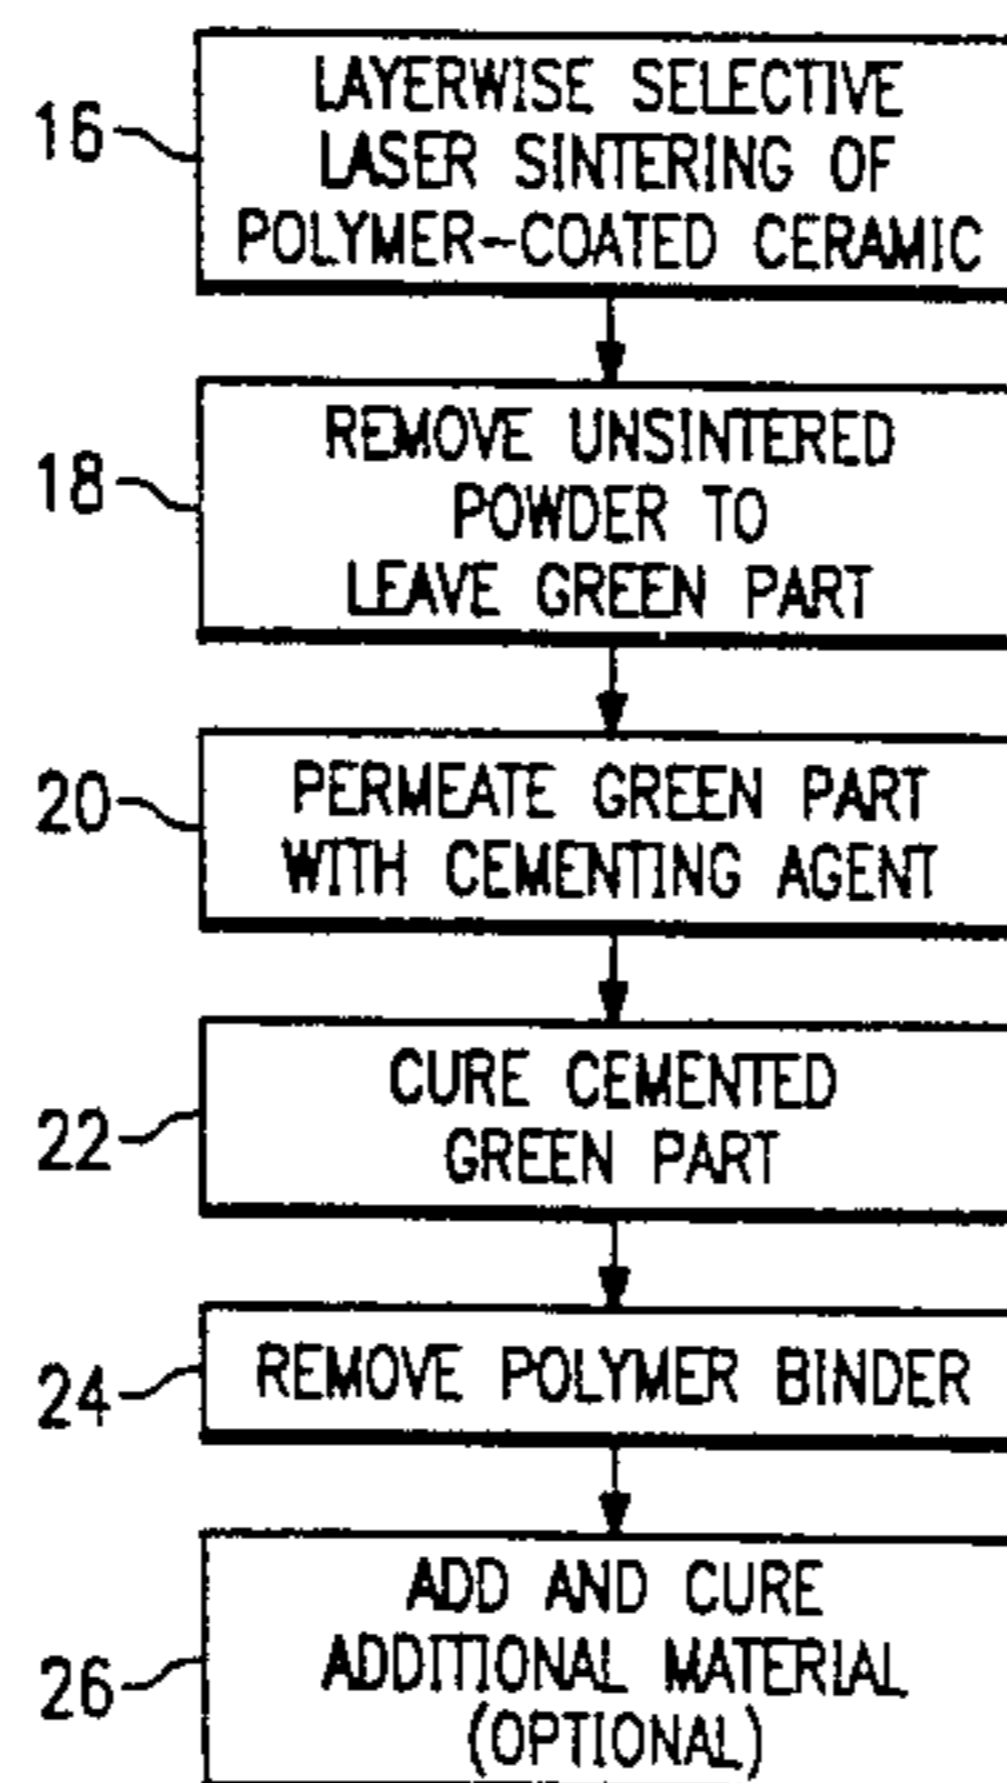 16
LAYERWISE SELECTIVE
LASER SINTERING OF
POLYMER-COATED CERAMIC
18
REMOVE UNSINTERED
POWDER TO
LEAVE GREEN PART
20
PERMEATE GREEN PART
WITH CEMENTING AGENT
22
CURE CEMENTED
GREEN PART
24
REMOVE POLYMER BINDER
26
ADD AND CURE
ADDITIONAL MATERIAL
(OPTIONAL)